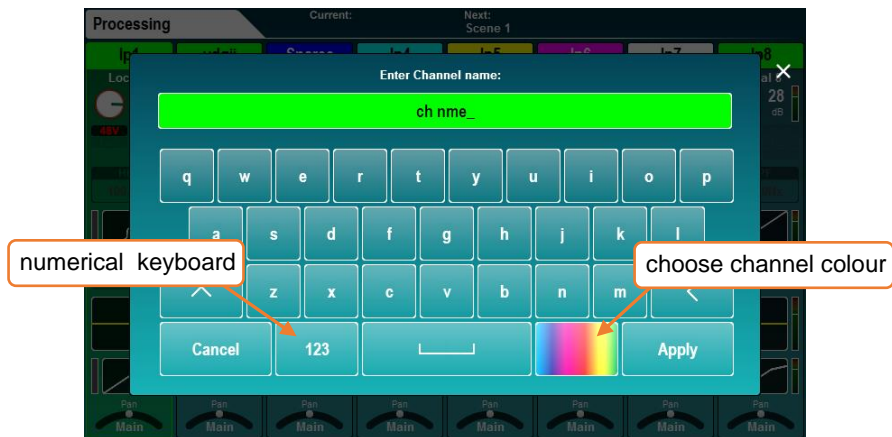 Processing
Current: Next:
Scene 1
Ip4 Ip5 Ip6 Ip7 Ip8
Enter Channel name:
28
dB
48V
ch nme_
q w e r t y u i o p
a s d f g h j k l
numerical keyboard
choose channel colour
z x c v b n m
Cancel 123 Apply
Pan Pan Pan Pan Pan Pan Pan Pan
Main Main Main Main Main Main Main Main